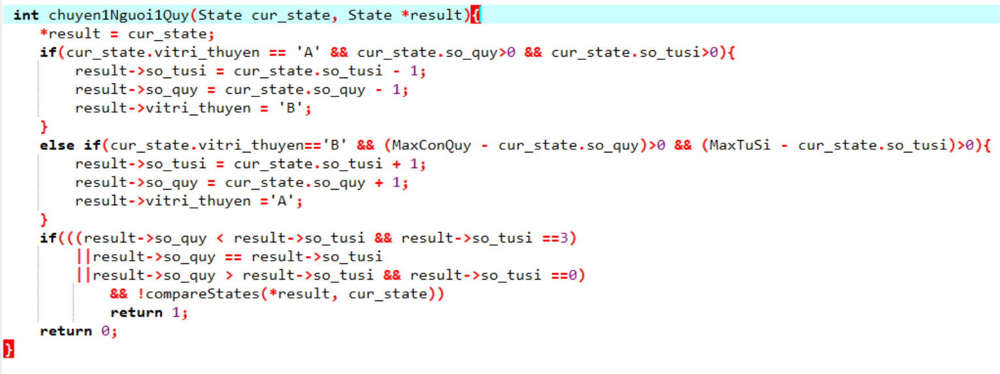 int chuyen1Nguoi1Quy(State cur_state, State *result){
    *result = cur_state;
    if(cur_state.vitri_thuyen == 'A' && cur_state.so_quy>0 && cur_state.so_tusi>0){
        result->so_tusi = cur_state.so_tusi - 1;
        result->so_quy = cur_state.so_quy - 1;
        result->vitri_thuyen = 'B';
    }
    else if(cur_state.vitri_thuyen=='B' && (MaxConQuy - cur_state.so_quy)>0 && (MaxTuSi - cur_state.so_tusi)>0){
        result->so_tusi = cur_state.so_tusi + 1;
        result->so_quy = cur_state.so_quy + 1;
        result->vitri_thuyen ='A';
    }
    if(((result->so_quy < result->so_tusi && result->so_tusi ==3)
        ||result->so_quy == result->so_tusi
        ||result->so_quy > result->so_tusi && result->so_tusi ==0)
            && !compareStates(*result, cur_state))
            return 1;
    return 0;
}